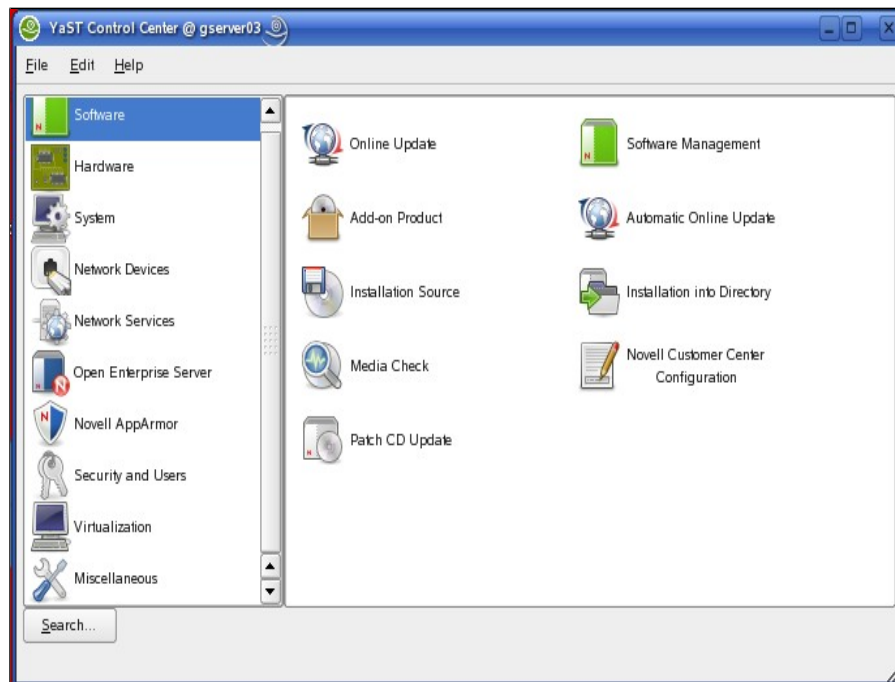 YaST Control Center @ gserver03
File Edit Help
Software
Hardware
System
Network Devices
Network Services
Open Enterprise Server
Novell AppArmor
Security and Users
Virtualization
Miscellaneous
Online Update
Software Management
Add-on Product
Automatic Online Update
Installation Source
Installation into Directory
Media Check
Novell Customer Center
Configuration
Patch CD Update
Search...